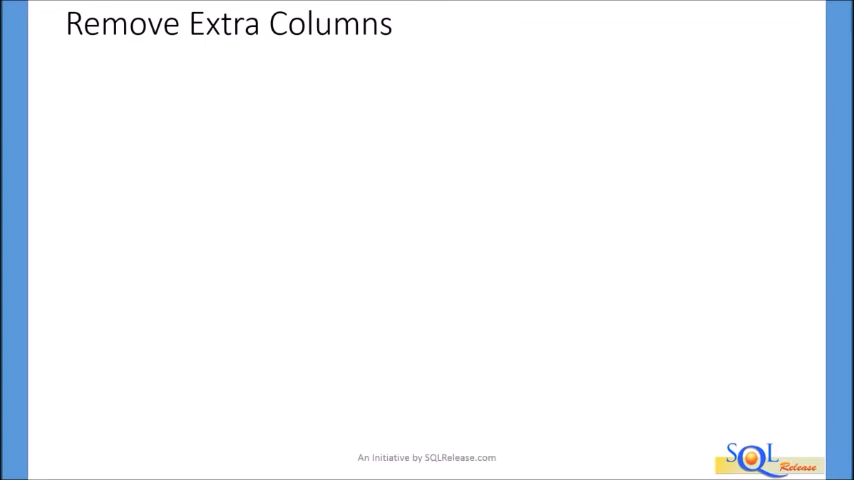 Remove Extra Columns
An Initiative by SQLRelease.com
SQL
Release